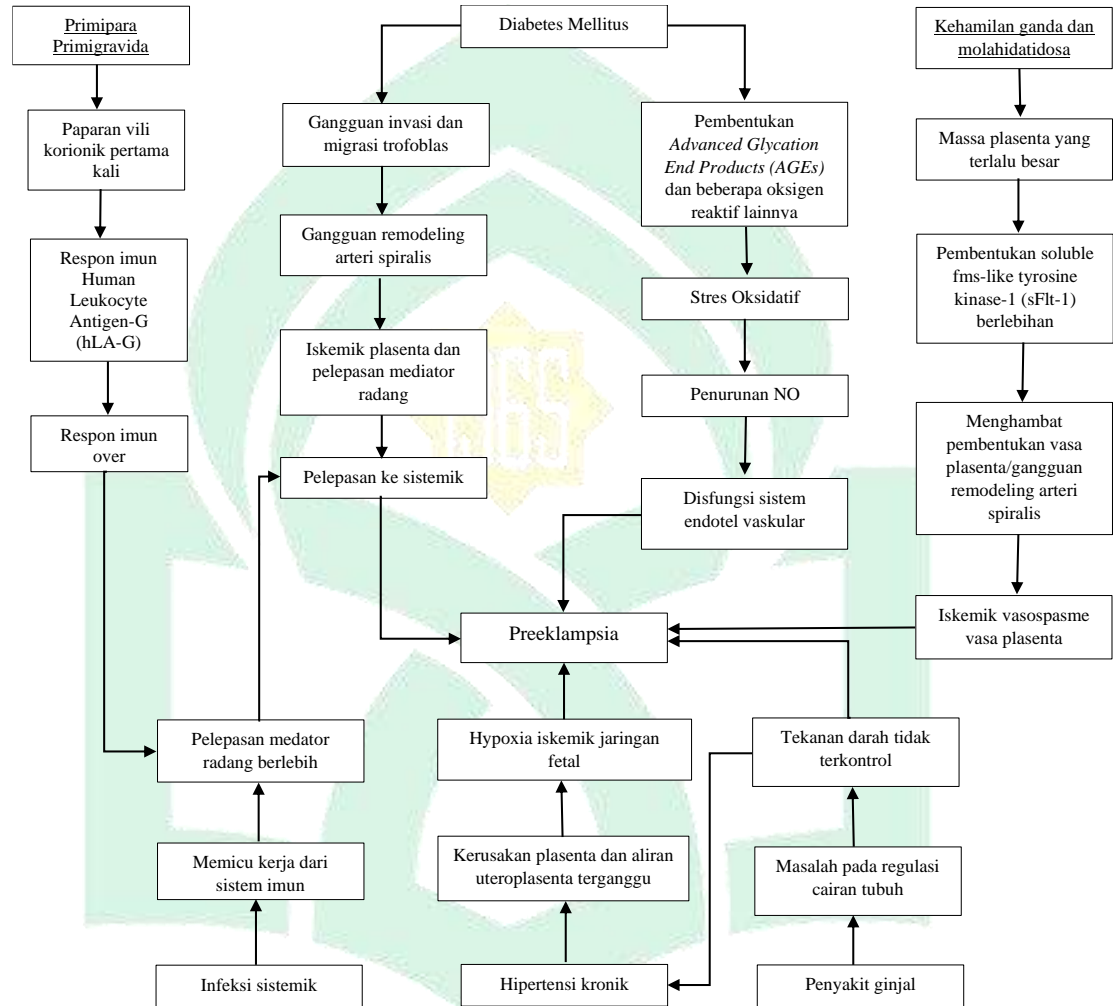 Primipara
Primigravida
Paparan vili
korionik pertama
kali
Respon imun
Human
Leukocyte
Antigen-G
(hLA-G)
Respon imun
over
Diabetes Mellitus
Gangguan invasi dan
migrasi trofoblas
Gangguan remodeling
arteri spiralis
Iskemik plasenta dan
pelepasan mediator
radang
Pelepasan ke sistemik
Pembentukan
Advanced Glycation
End Products (AGEs)
dan beberapa oksigen
reaktif lainnya
Stres Oksidatif
Penurunan NO
Disfungsi sistem
endotel vaskular
Kehamilan ganda dan
molahidatidosa
Massa plasenta yang
terlalu besar
Pembentukan soluble
fms-like tyrosine
kinase-1 (sFlt-1)
berlebihan
Menghambat
pembentukan vasa
plasenta/gangguan
remodeling arteri
spiralis
Iskemik vasospasme
vasa plasenta
Preeklampsia
Pelepasan medator
radang berlebih
Memicu kerja dari
sistem imun
Infeksi sistemik
Hypoxia iskemik jaringan
fetal
Kerusakan plasenta dan aliran
uteroplasenta terganggu
Hipertensi kronik
Tekanan darah tidak
terkontrol
Masalah pada regulasi
cairan tubuh
Penyakit ginjal